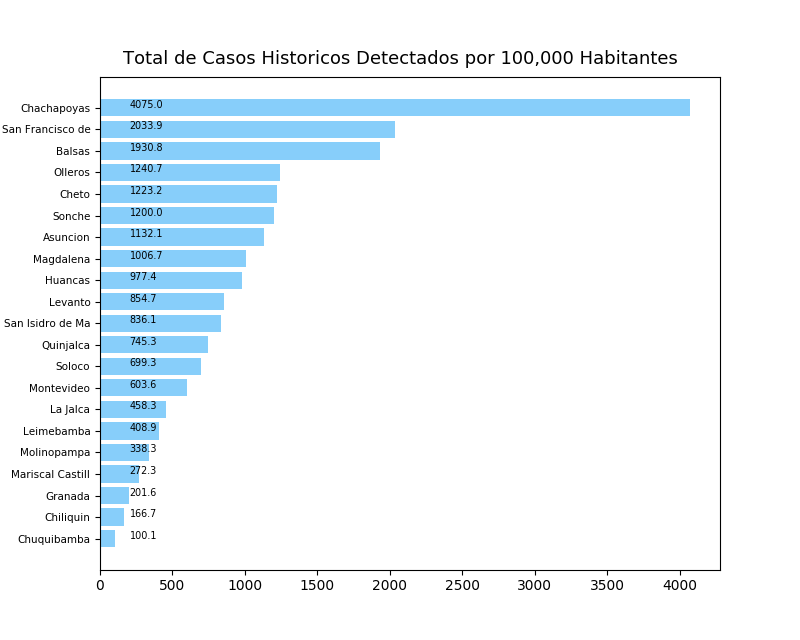 Total de Casos Historicos Detectados por 100,000 Habitantes
Chachapoyas 4075.0
San Francisco de 2033.9
Balsas 1930.8
Olleros 1240.7
Cheto 1223.2
Sonche 1200.0
Asuncion 1132.1
Magdalena 1006.7
Huancas 977.4
Levanto 854.7
San Isidro de Ma 836.1
Quinjalca 745.3
Soloco 699.3
Montevideo 603.6
La Jalca 458.3
Leimebamba 408.9
Molinopampa 338.3
Mariscal Castill 272.3
Granada 201.6
Chiliquin 166.7
Chuquibamba 100.1
0 500 1000 1500 2000 2500 3000 3500 4000